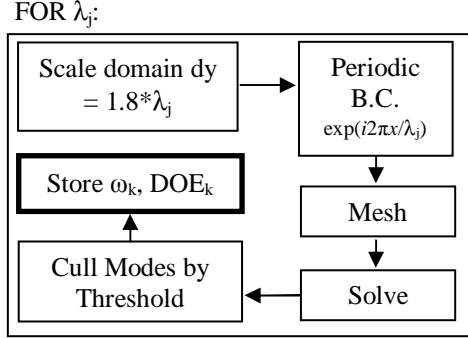 FOR λj:
Scale domain dy
= 1.8*λj
Periodic
B.C.
exp(i2πx/λj)
Mesh
Solve
Cull Modes by
Threshold
Store ωk, DOEk